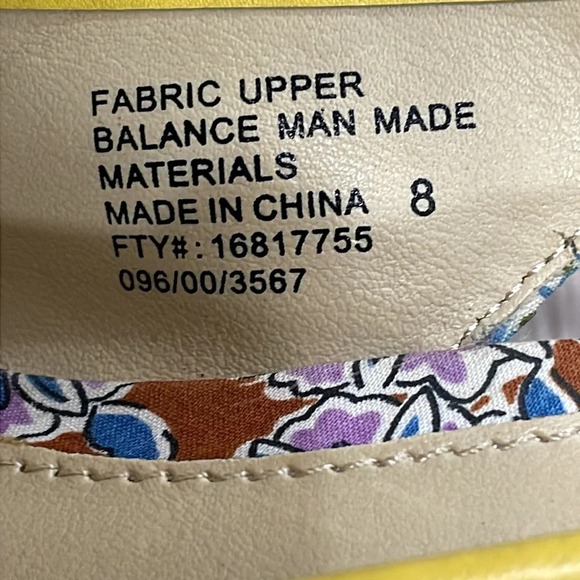 FABRIC UPPER
BALANCE MAN MADE
MATERIALS
MADE IN CHINA 8
FTY#: 16817755
096/00/3567